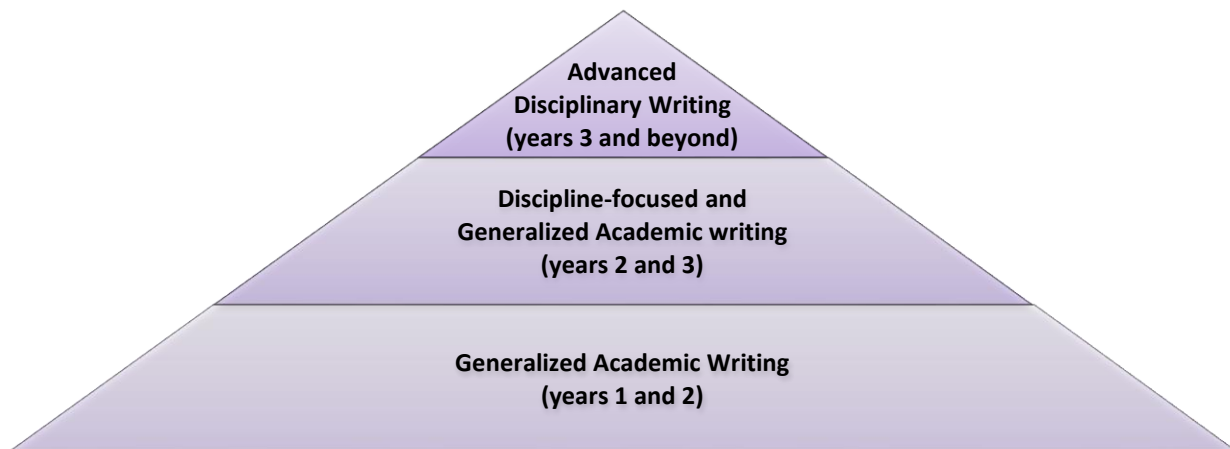 Advanced
Disciplinary Writing
(years 3 and beyond)
Discipline-focused and
Generalized Academic writing
(years 2 and 3)
Generalized Academic Writing
(years 1 and 2)